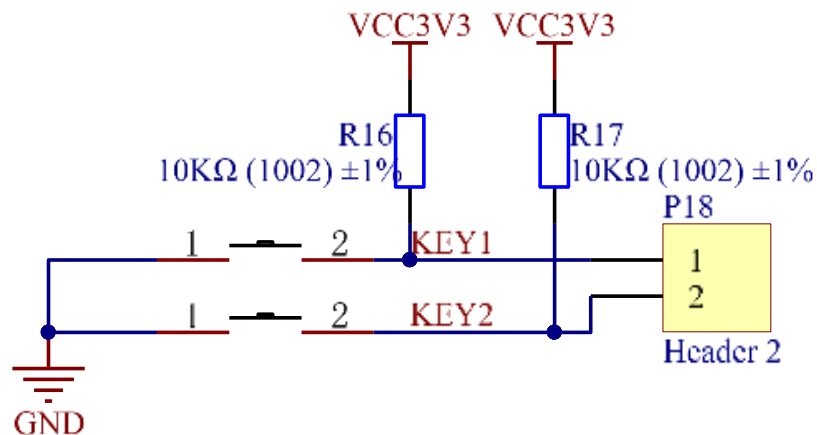 VCC3V3 VCC3V3
R16 R17
10KΩ (1002) ±1% 10KΩ (1002) ±1%
P18
1 2 KEY1 1
1 2 KEY2 2
Header 2
GND